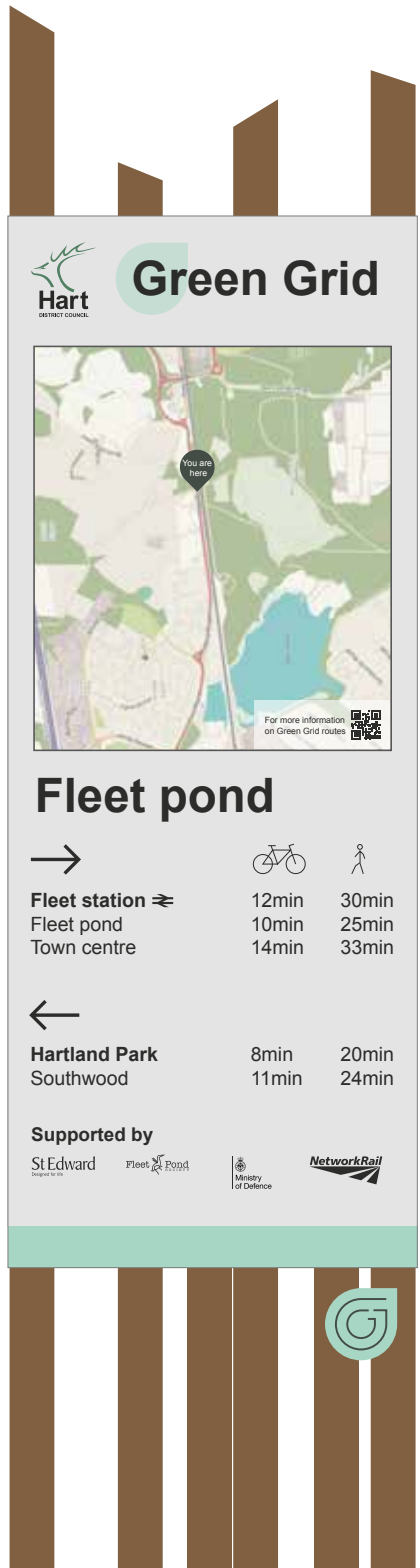 Hart
DISTRICT COUNCIL
Green Grid
You are
here
For more information
on Green Grid routes
Fleet pond
Fleet station 12min 30min
Fleet pond 10min 25min
Town centre 14min 33min
Hartland Park 8min 20min
Southwood 11min 24min
Supported by
St Edward
Designed for life
Fleet Pond
Ministry
of Defence
NetworkRail